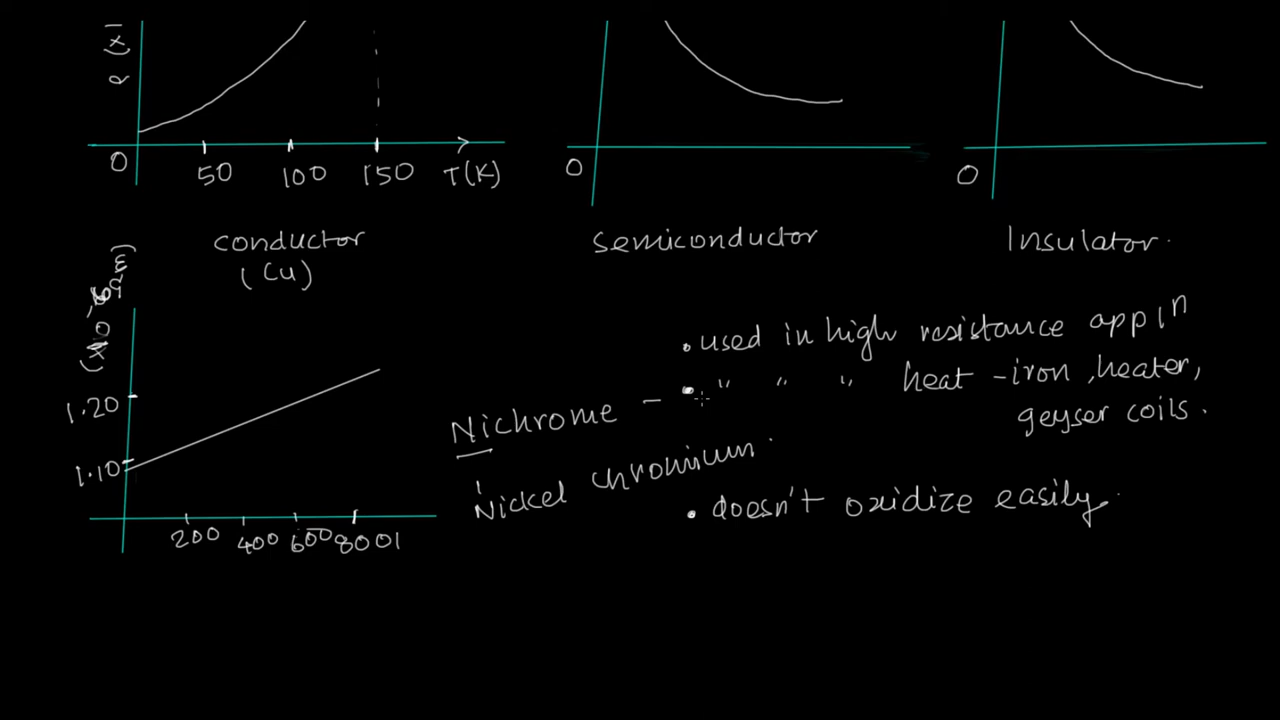 0 50 100 150 T(K)
0
0
conductor
(Cu)
Semiconductor
Insulator.
1.20
1.10
200 400 600 800
Nichrome - • used in high resistance appln
• " " " heat - iron, heater,
geyser coils.
Nickel chromium.
• doesn't oxidize easily.